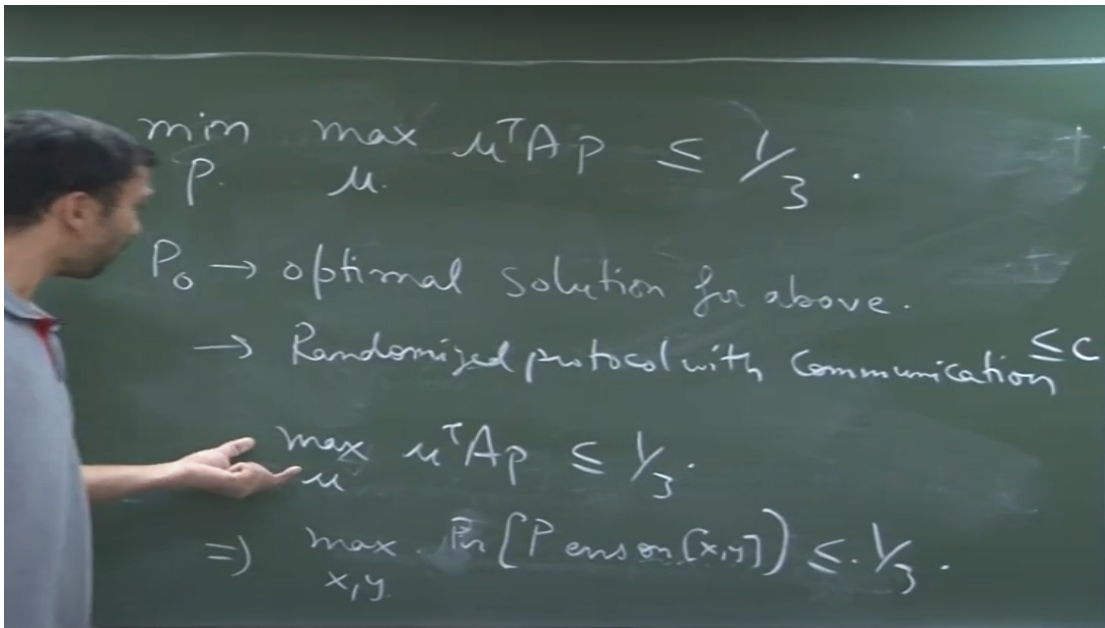 min max μᵀAp ≤ 1/3 .
p. μ.
P₀ → optimal solution for above.
→ Randomized protocol with communication ≤ c
max μᵀAp ≤ 1/3.
μ
=) max . Pr[P errs on (x,y)] ≤ . 1/3 .
x,y.